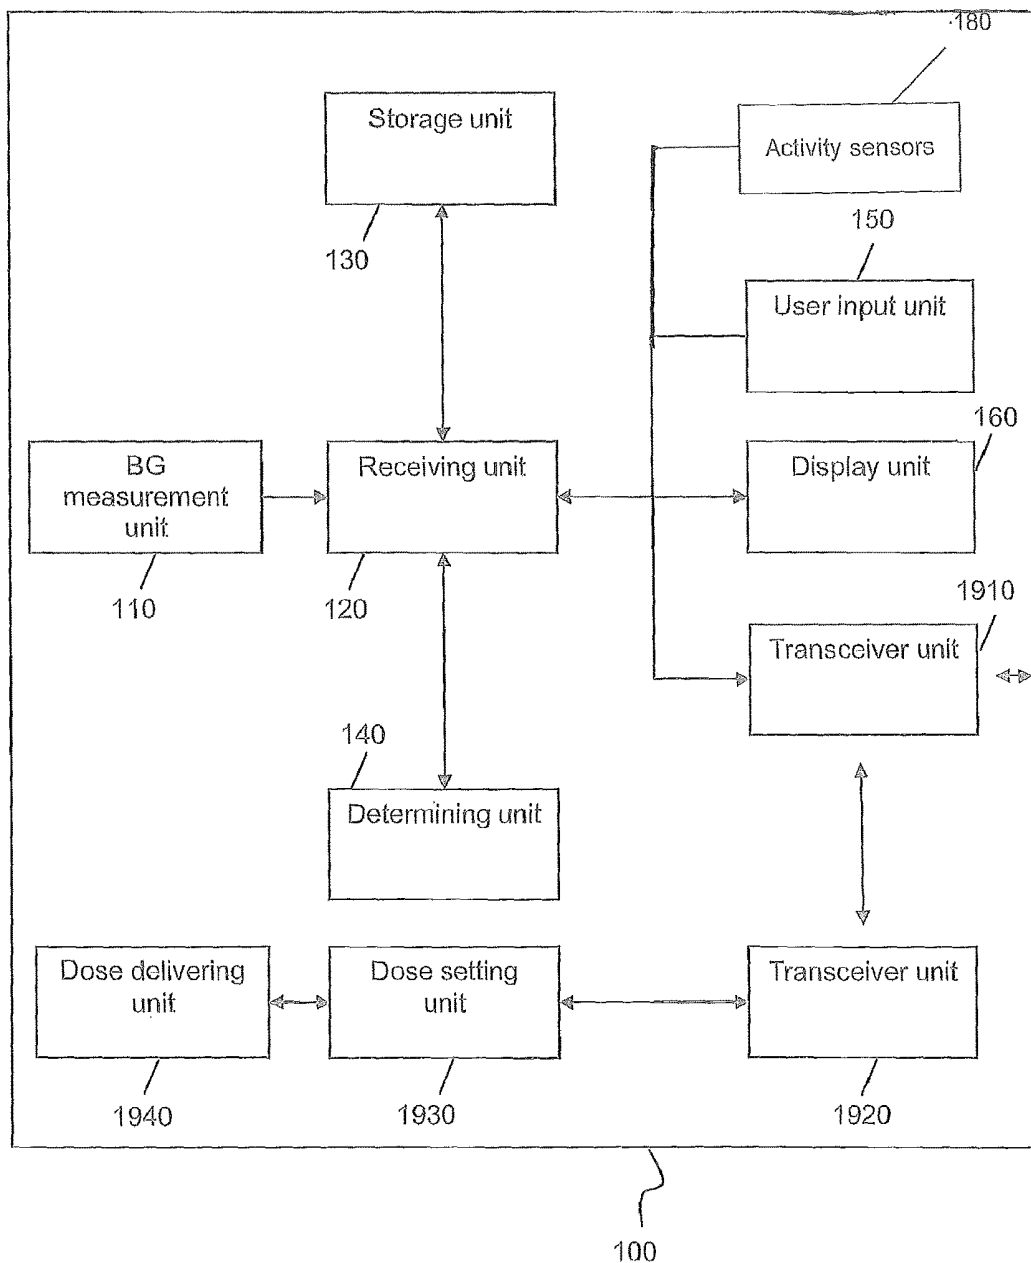 180
Storage unit
Activity sensors
130
150
User input unit
160
BG
measurement
unit
Receiving unit
Display unit
110
120
1910
Transceiver unit
140
Determining unit
Dose delivering
unit
Dose setting
unit
Transceiver unit
1940
1930
1920
100